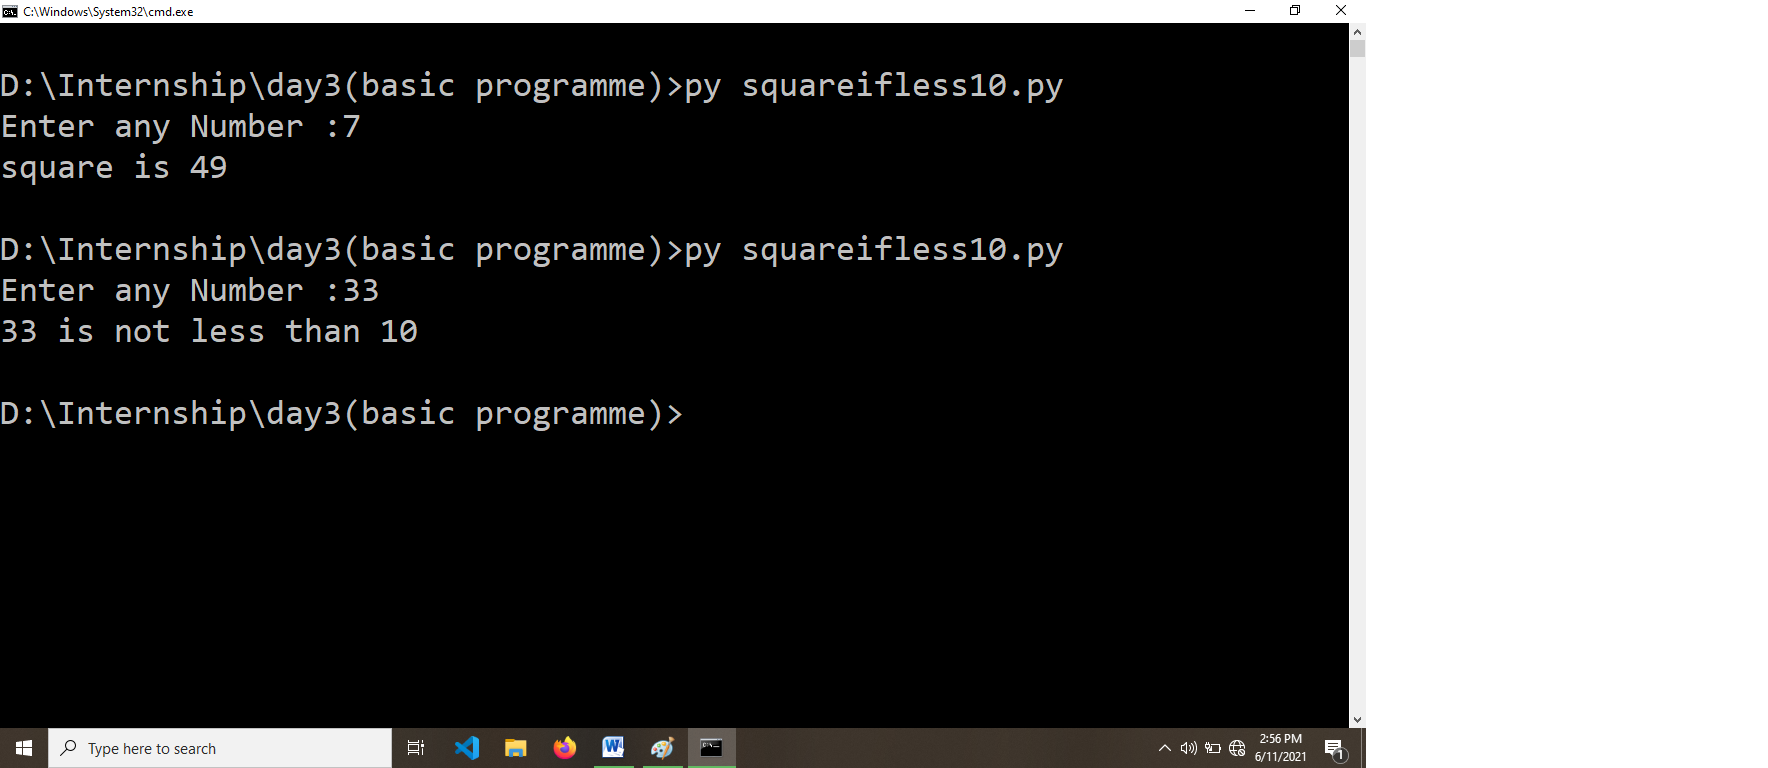 C:\Windows\System32\cmd.exe
D:\Internship\day3(basic programme)>py squareifless10.py
Enter any Number :7
square is 49
D:\Internship\day3(basic programme)>py squareifless10.py
Enter any Number :33
33 is not less than 10
D:\Internship\day3(basic programme)>
Type here to search
2:56 PM
6/11/2021
1